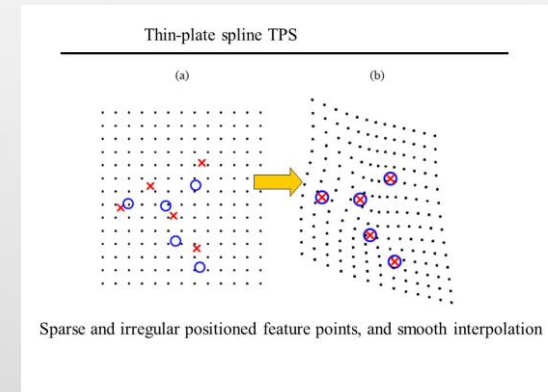 Thin-plate spline TPS
(a)
(b)
Sparse and irregular positioned feature points, and smooth interpolation